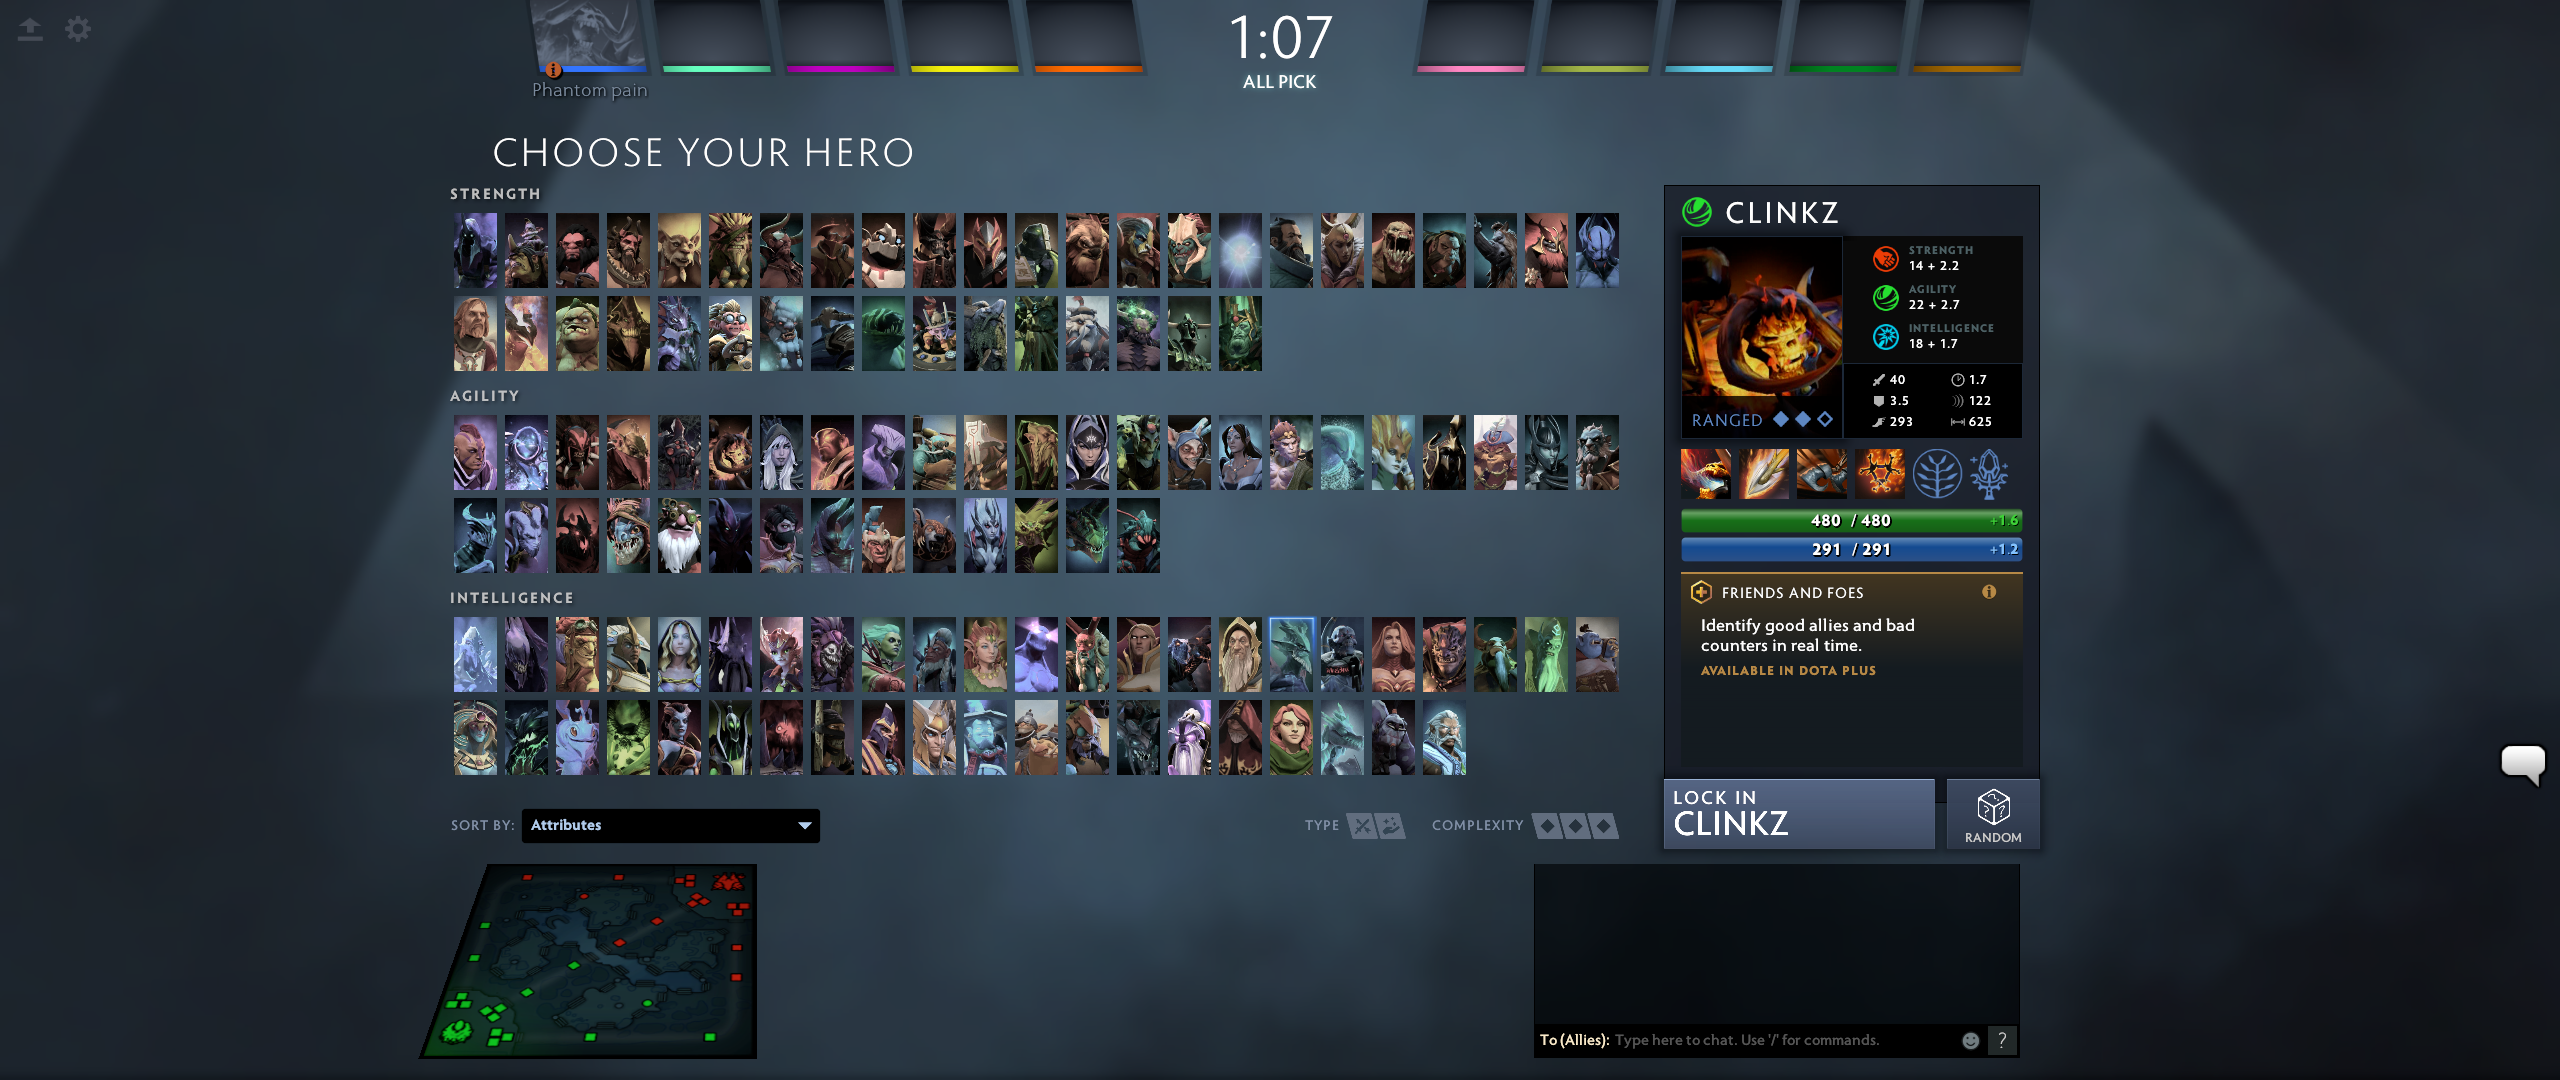 1:07
ALL PICK
Phantom pain
CHOOSE YOUR HERO
STRENGTH
AGILITY
INTELLIGENCE
SORT BY: Attributes
TYPE
COMPLEXITY
CLINKZ
STRENGTH
14 + 2.2
AGILITY
22 + 2.7
INTELLIGENCE
18 + 1.7
40 1.7
3.5 122
293 625
RANGED
480 / 480 +1.6
291 / 291 +1.2
FRIENDS AND FOES
Identify good allies and bad
counters in real time.
AVAILABLE IN DOTA PLUS
LOCK IN
CLINKZ
RANDOM
To (Allies): Type here to chat. Use '/' for commands. ?